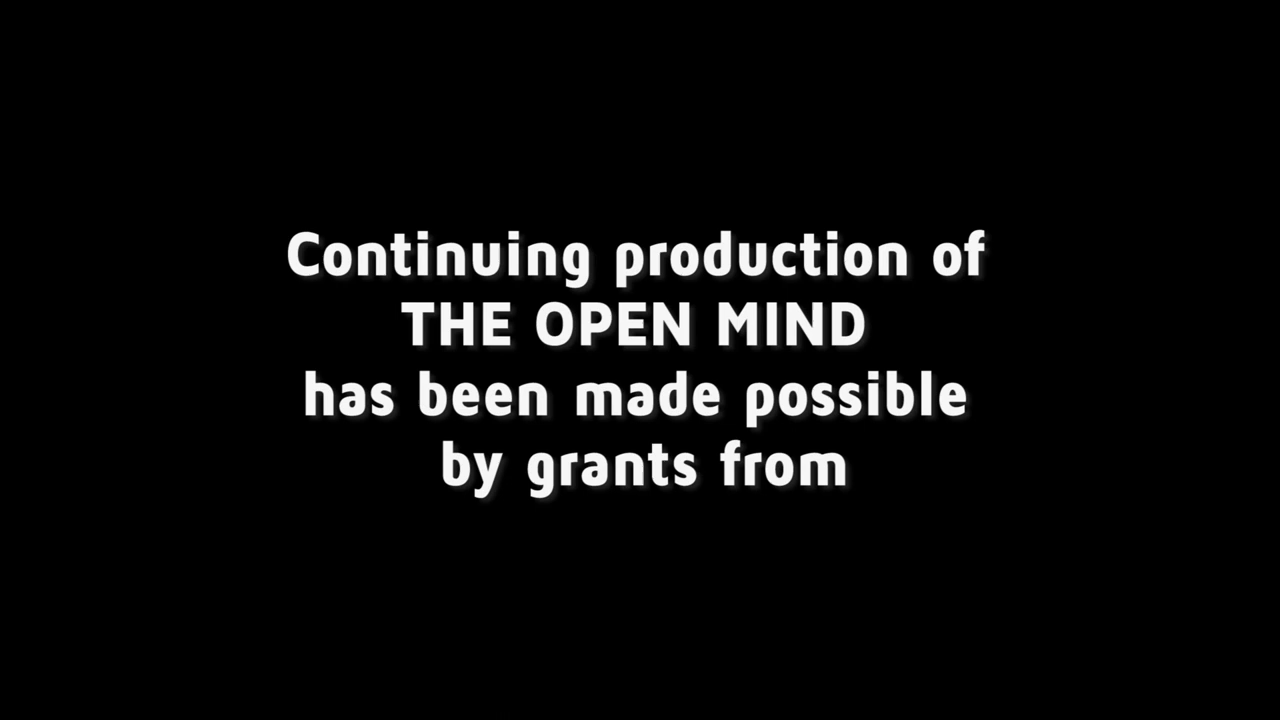 Continuing production of
THE OPEN MIND
has been made possible
by grants from